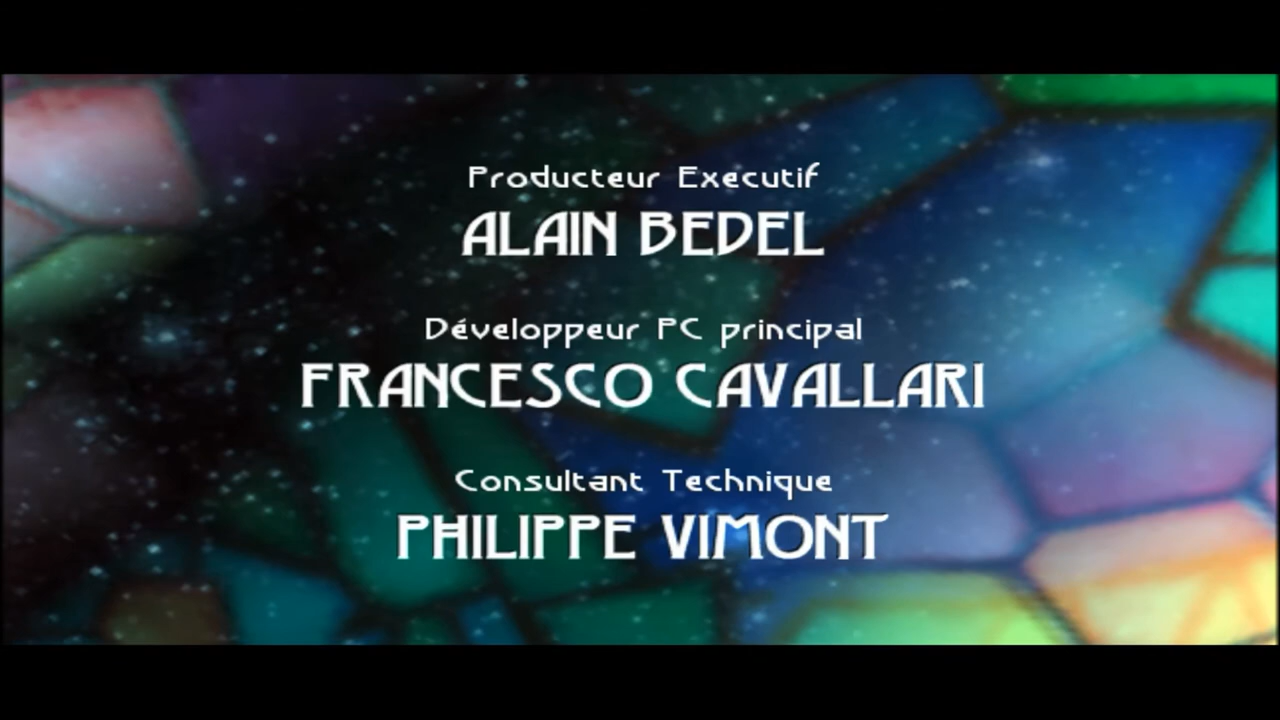 Producteur Executif
ALAIN BEDEL
Développeur PC principal
FRANCESCO CAVALLARI
Consultant Technique
PHILIPPE VIMONT